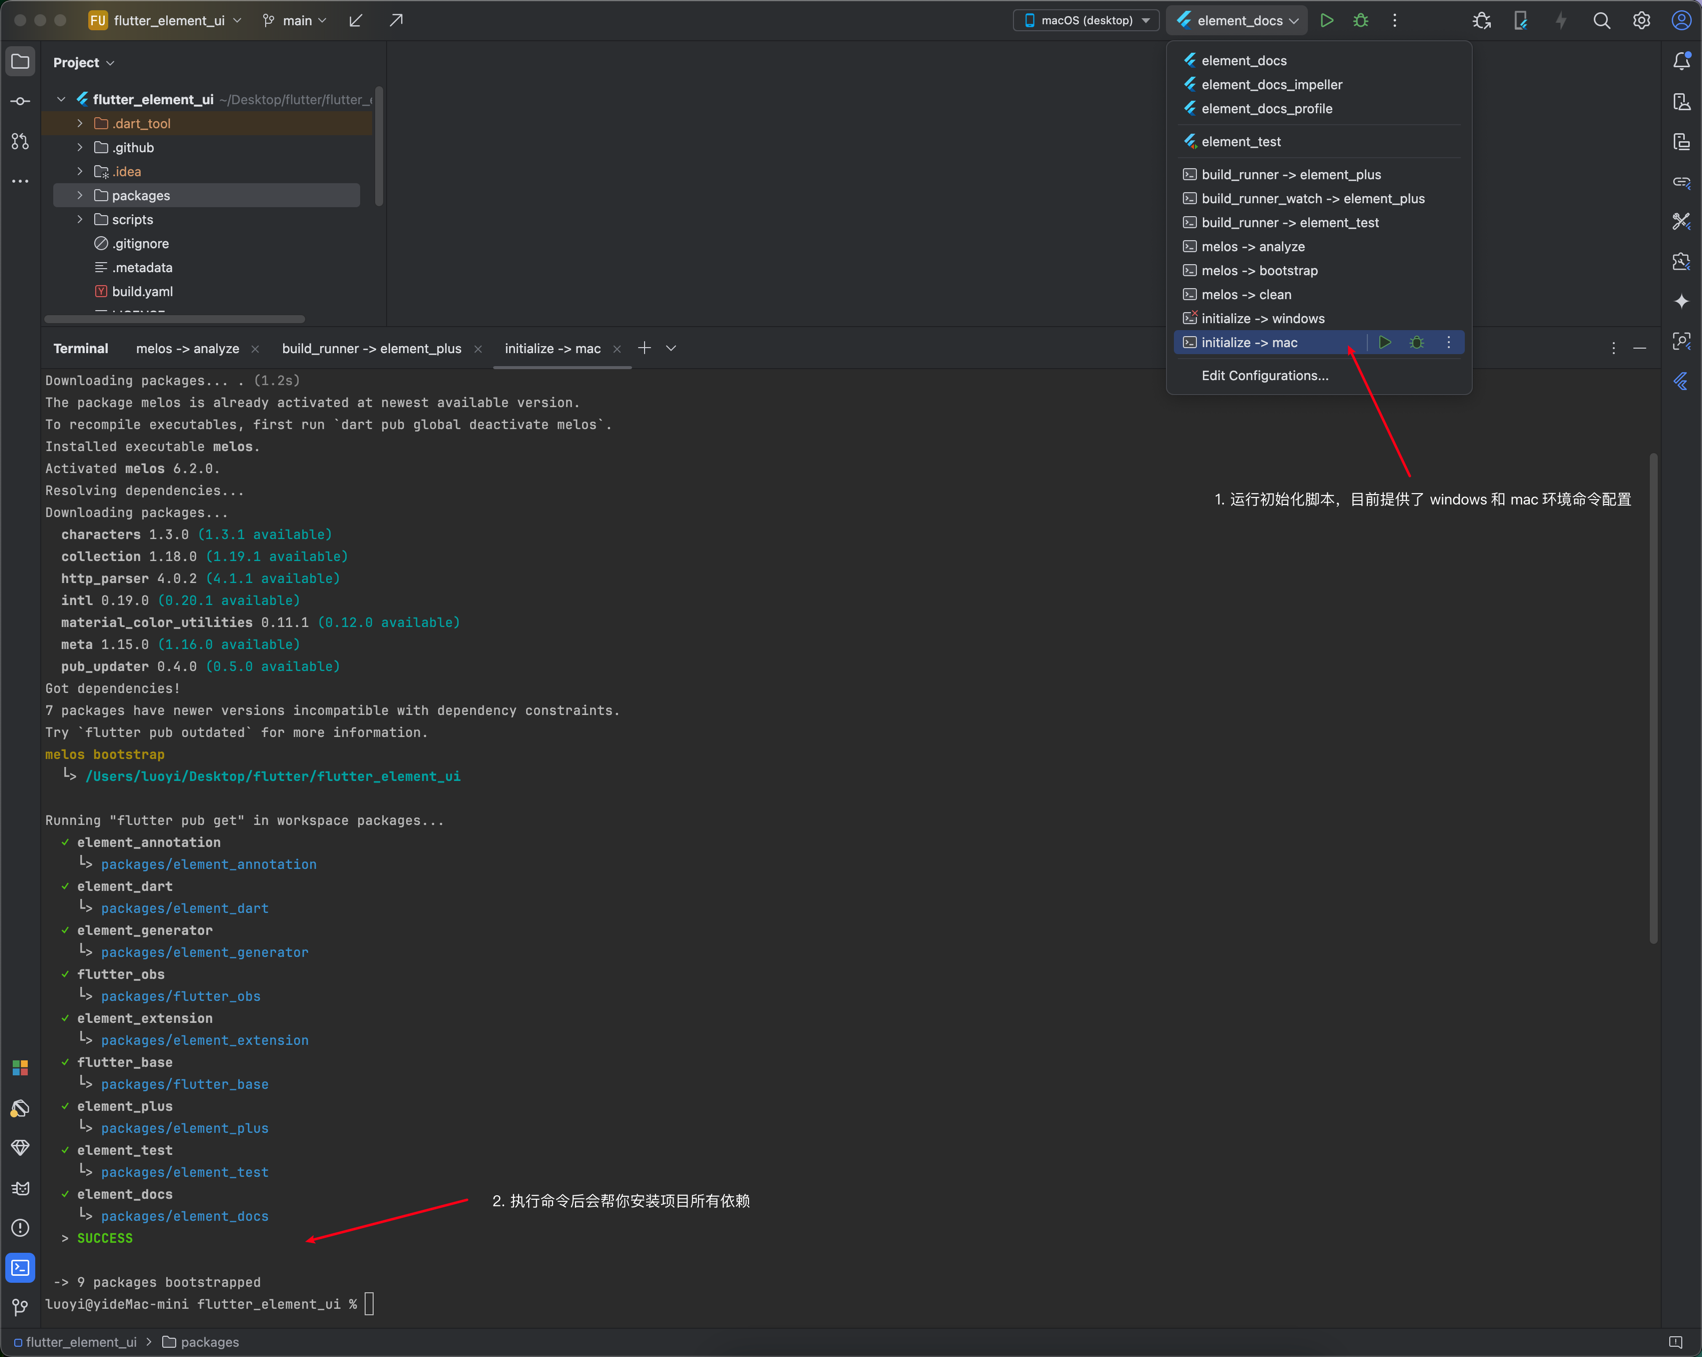 FU flutter_element_ui
main
macOS (desktop)
element_docs
Project
flutter_element_ui ~/Desktop/flutter/flutter_
.dart_tool
.github
.idea
packages
scripts
.gitignore
.metadata
build.yaml
element_docs
element_docs_impeller
element_docs_profile
element_test
build_runner -> element_plus
build_runner_watch -> element_plus
build_runner -> element_test
melos -> analyze
melos -> bootstrap
melos -> clean
initialize -> windows
initialize -> mac
Edit Configurations...
Terminal melos -> analyze build_runner -> element_plus initialize -> mac
Downloading packages... . (1.2s)
The package melos is already activated at newest available version.
To recompile executables, first run `dart pub global deactivate melos`.
Installed executable melos.
Activated melos 6.2.0.
Resolving dependencies...
Downloading packages...
characters 1.3.0 (1.3.1 available)
collection 1.18.0 (1.19.1 available)
http_parser 4.0.2 (4.1.1 available)
intl 0.19.0 (0.20.1 available)
material_color_utilities 0.11.1 (0.12.0 available)
meta 1.15.0 (1.16.0 available)
pub_updater 0.4.0 (0.5.0 available)
Got dependencies!
7 packages have newer versions incompatible with dependency constraints.
Try `flutter pub outdated` for more information.
melos bootstrap
└> /Users/luoyi/Desktop/flutter/flutter_element_ui
Running "flutter pub get" in workspace packages...
✓ element_annotation
└> packages/element_annotation
✓ element_dart
└> packages/element_dart
✓ element_generator
└> packages/element_generator
✓ flutter_obs
└> packages/flutter_obs
✓ element_extension
└> packages/element_extension
✓ flutter_base
└> packages/flutter_base
✓ element_plus
└> packages/element_plus
✓ element_test
└> packages/element_test
✓ element_docs
└> packages/element_docs
> SUCCESS
-> 9 packages bootstrapped
luoyi@yideMac-mini flutter_element_ui %
1. 运行初始化脚本，目前提供了 windows 和 mac 环境命令配置
2. 执行命令后会帮你安装项目所有依赖
flutter_element_ui > packages